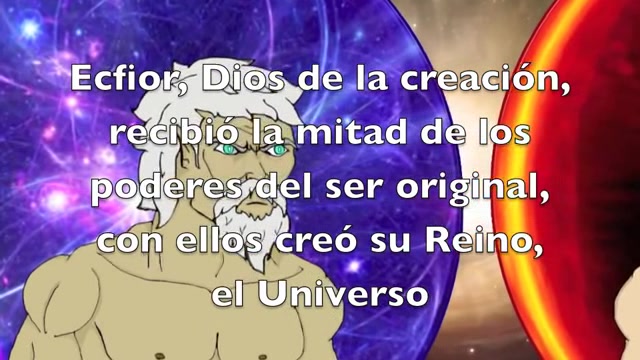 Ecfior, Dios de la creación,
recibió la mitad de los
poderes del ser original,
con ellos creó su Reino,
el Universo